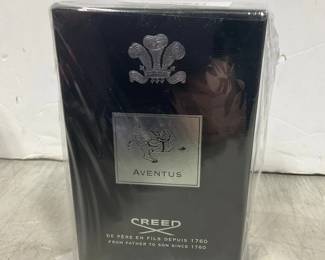 AVENTUS
CREED
DE PÈRE EN FILS DEPUIS 1760
FROM FATHER TO SON SINCE 1760